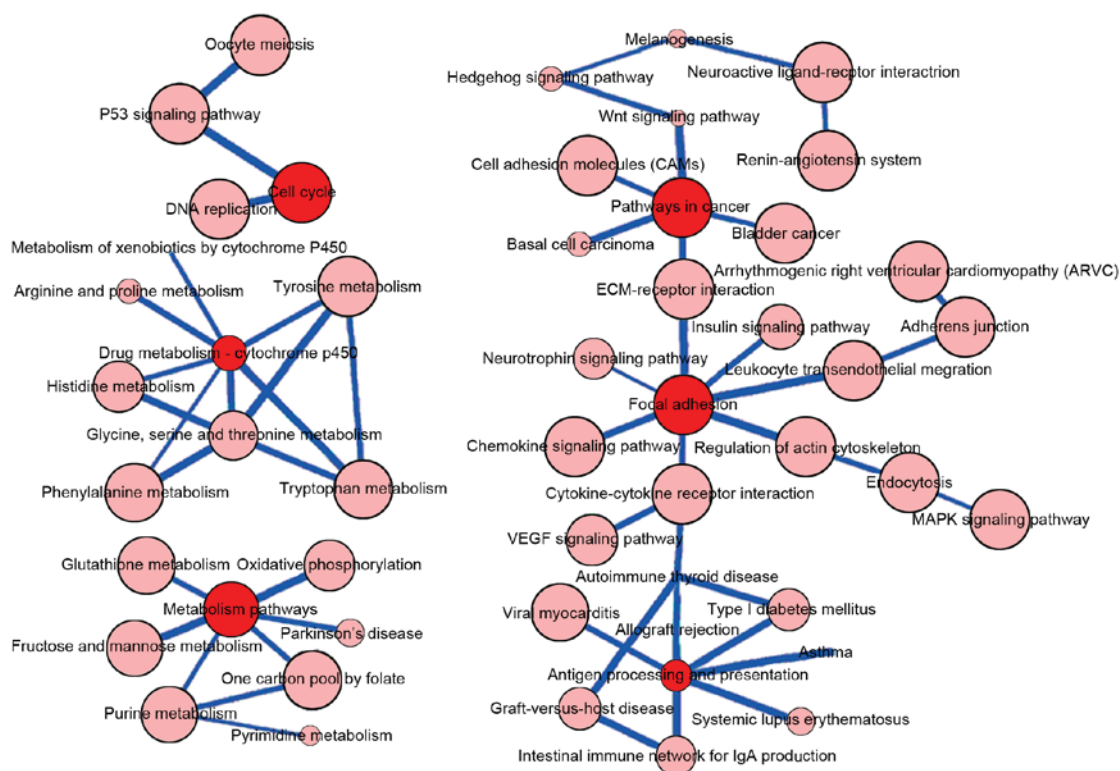 Oocyte meiosis
P53 signaling pathway
Cell cycle
DNA replication
Metabolism of xenobiotics by cytochrome P450
Arginine and proline metabolism
Tyrosine metabolism
Drug metabolism - cytochrome p450
Histidine metabolism
Glycine, serine and threonine metabolism
Phenylalanine metabolism
Tryptophan metabolism
Glutathione metabolism
Oxidative phosphorylation
Metabolism pathways
Parkinson's disease
Fructose and mannose metabolism
One carbon pool by folate
Purine metabolism
Pyrimidine metabolism
Melanogenesis
Hedgehog signaling pathway
Neuroactive ligand-recptor interactrion
Wnt signaling pathway
Cell adhesion molecules (CAMs)
Renin-angiotensin system
Pathways in cancer
Basal cell carcinoma
Bladder cancer
Arrhythmogenic right ventricular cardiomyopathy (ARVC)
ECM-receptor interaction
Insulin signaling pathway
Adherens junction
Neurotrophin signaling pathway
Leukocyte transendothelial megration
Focal adhesion
Chemokine signaling pathway
Regulation of actin cytoskeleton
Endocytosis
Cytokine-cytokine receptor interaction
MAPK signaling pathway
VEGF signaling pathway
Autoimmune thyroid disease
Viral myocarditis
Type I diabetes mellitus
Allograft rejection
Asthma
Antigen processing and presentation
Graft-versus-host disease
Systemic lupus erythematosus
Intestinal immune network for IgA production